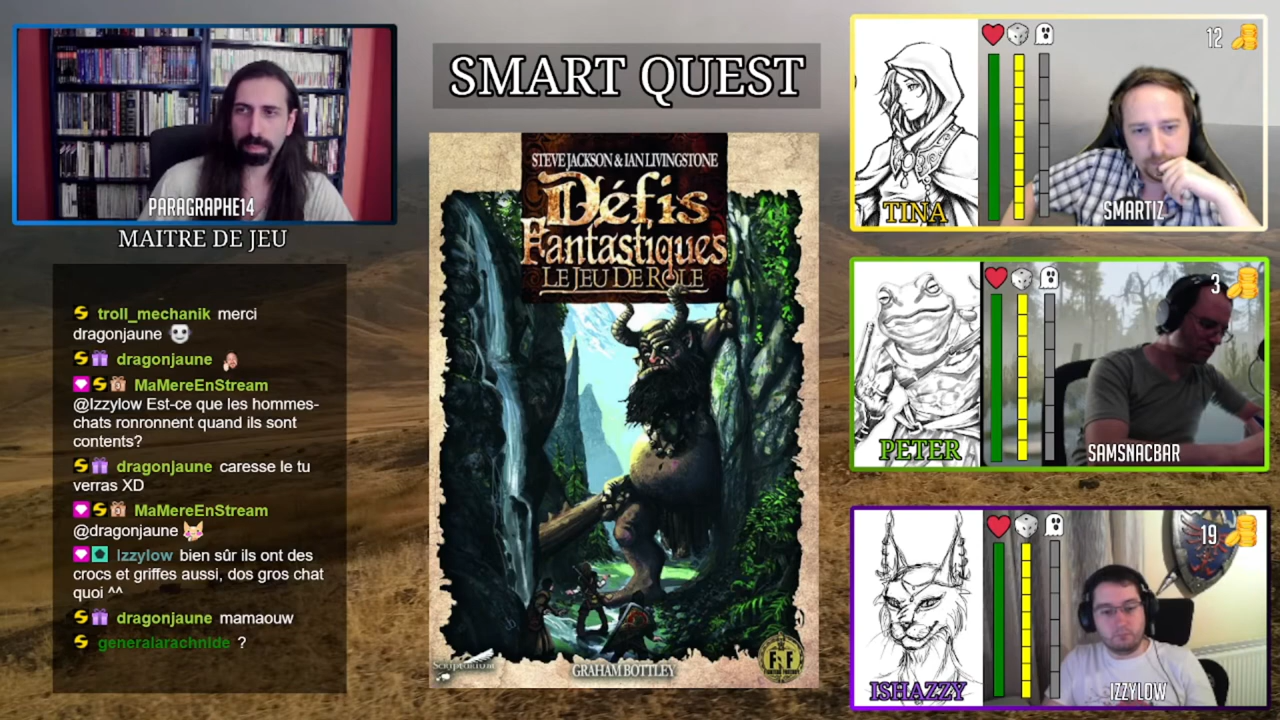 PARAGRAPHE14
MAITRE DE JEU
troll_mechanik merci
dragonjaune
dragonjaune
MaMereEnStream
@Izzylow Est-ce que les hommes-
chats ronronnent quand ils sont
contents?
dragonjaune caresse le tu
verras XD
MaMereEnStream
@dragonjaune
Izzylow bien sûr ils ont des
crocs et griffes aussi, dos gros chat
quoi ^^
dragonjaune mamaouw
generalarachnide ?
SMART QUEST
STEVE JACKSON & IAN LIVINGSTONE
Défis
Fantastiques
LE JEU DE RÔLE
Scriptarium
GRAHAM BOTTLEY
FF
12
TINA
SMARTIZ
3
PETER
SAMSNACBAR
19
ISHAZZY
IZZYLOW